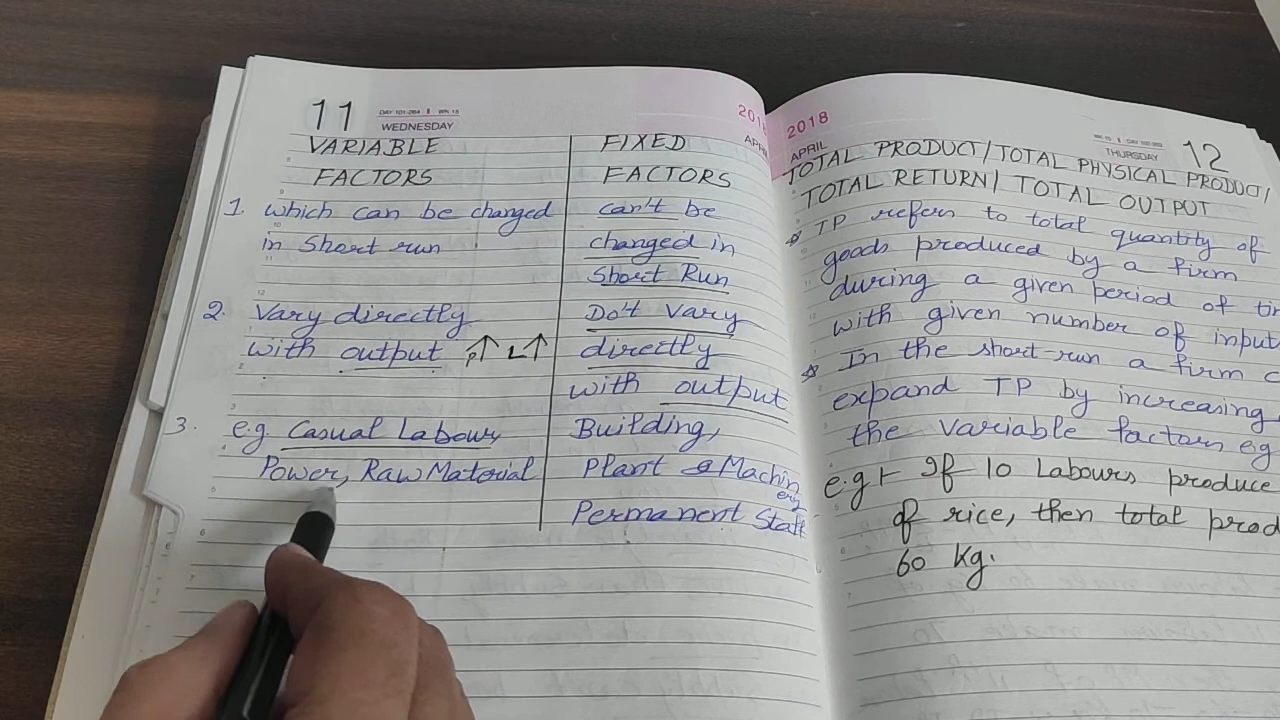 11
WEDNESDAY
2018
VARIABLE FIXED
FACTORS FACTORS
1. which can be changed can't be
in Short run changed in
Short Run
2. Vary directly Do't Vary
with output P↑ L↑ directly
with output
3. e.g. Casual Labour, Building,
Power, Raw Material Plant & Machin
ery
Permanent Staff
2018
APRIL
THURSDAY 12
TOTAL PRODUCT/TOTAL PHYSICAL PRODUCT/
TOTAL RETURN/ TOTAL OUTPUT
TP refers to total quantity of
goods produced by a firm
during a given period of
with given number of input
In the short-run a firm
expand TP by increasing
the variable factors eg
e.g:- If 10 Labours produce
of rice, then total prod
60 Kg.